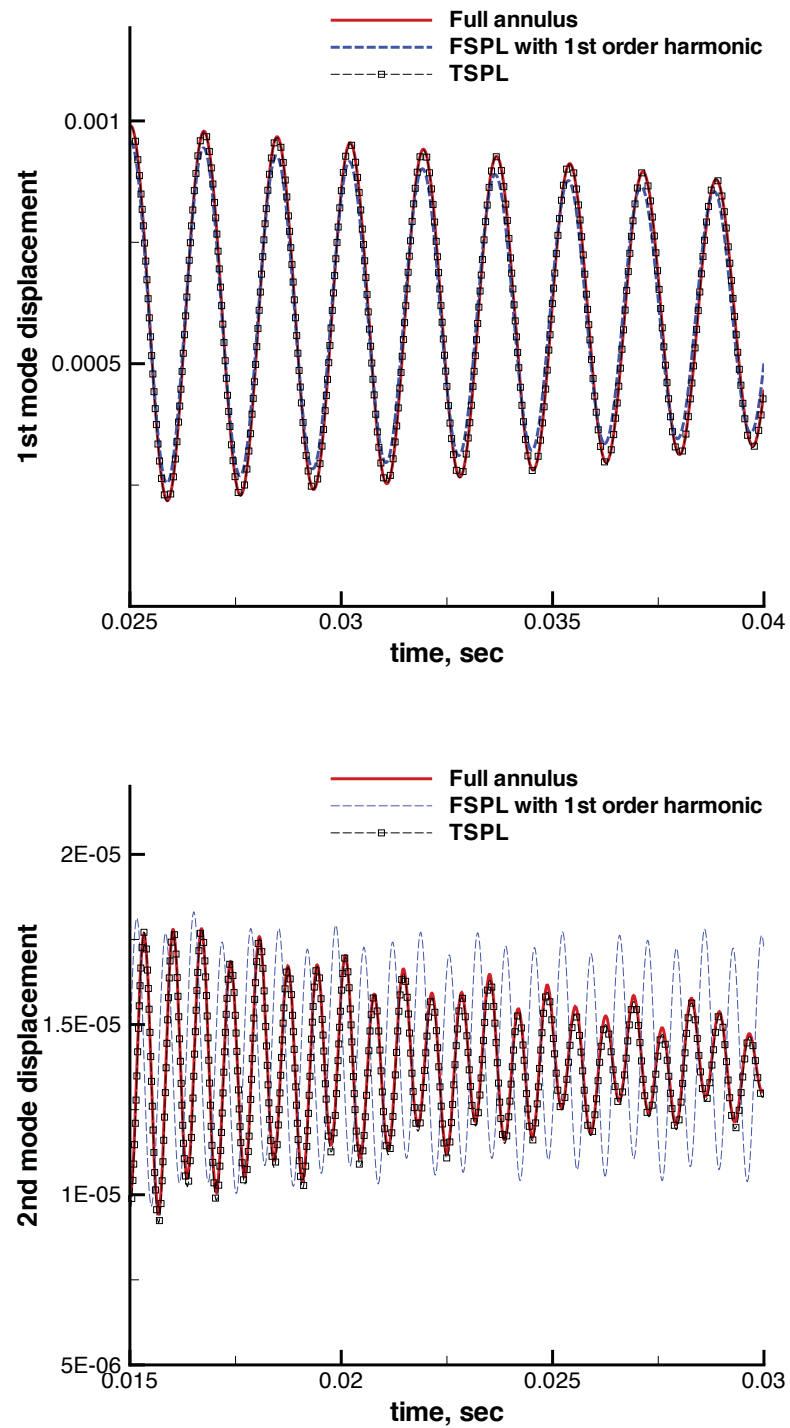 Full annulus
FSPL with 1st order harmonic
TSPL
0.001
0.0005
1st mode displacement
0.025
0.03
0.035
0.04
time, sec
Full annulus
FSPL with 1st order harmonic
TSPL
2E-05
1.5E-05
1E-05
5E-06
2nd mode displacement
0.015
0.02
0.025
0.03
time, sec